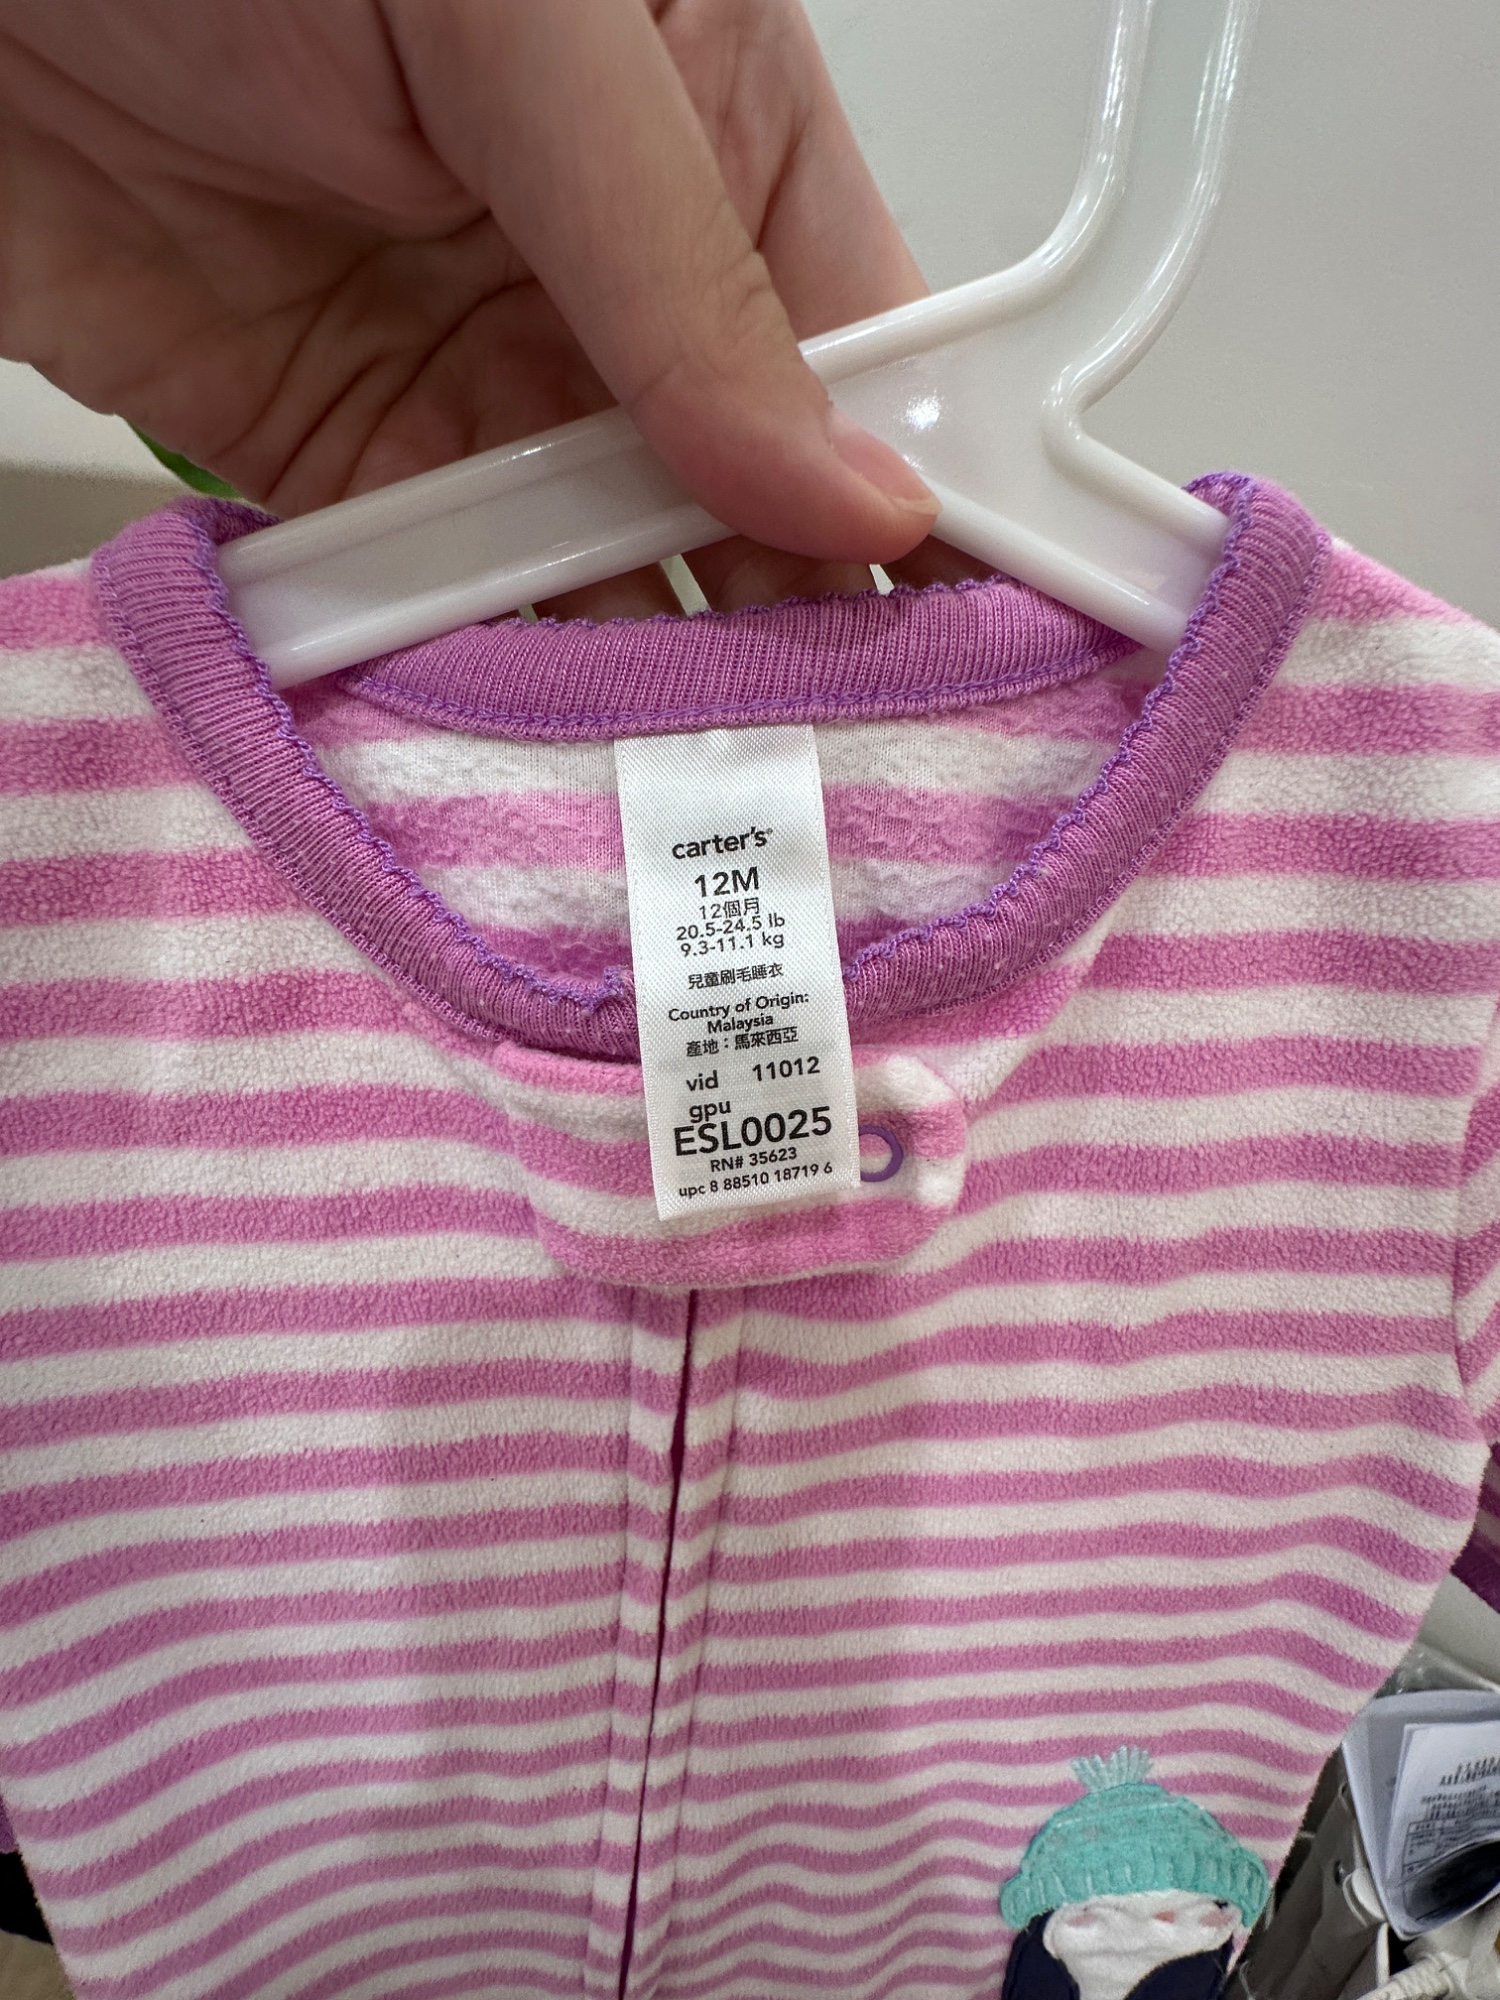 carter's
12M
12個月
20.5-24.5 lb
9.3-11.1 kg
兒童刷毛睡衣
Country of Origin:
Malaysia
產地：馬來西亞
vid 11012
gpu
ESL0025
RN# 35623
upc 8 88510 18719 6